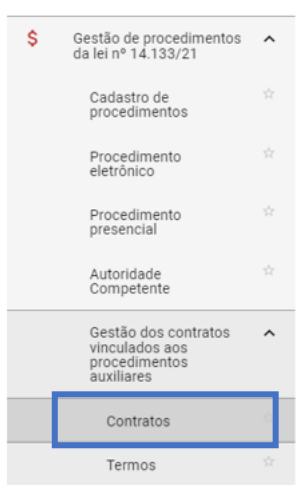 $
Gestão de procedimentos
da lei nº 14.133/21
Cadastro de
procedimentos
Procedimento
eletrônico
Procedimento
presencial
Autoridade
Competente
Gestão dos contratos
vinculados aos
procedimentos
auxiliares
Contratos
Termos